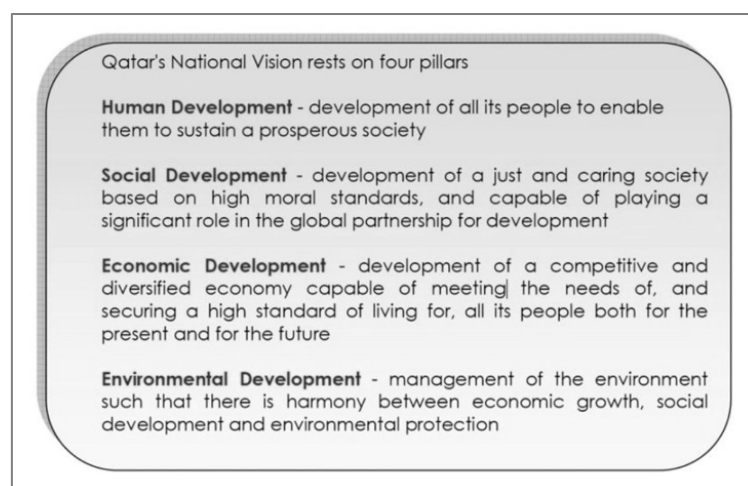 Qatar's National Vision rests on four pillars
Human Development - development of all its people to enable
them to sustain a prosperous society
Social Development - development of a just and caring society
based on high moral standards, and capable of playing a
significant role in the global partnership for development
Economic Development - development of a competitive and
diversified economy capable of meeting the needs of, and
securing a high standard of living for, all its people both for the
present and for the future
Environmental Development - management of the environment
such that there is harmony between economic growth, social
development and environmental protection